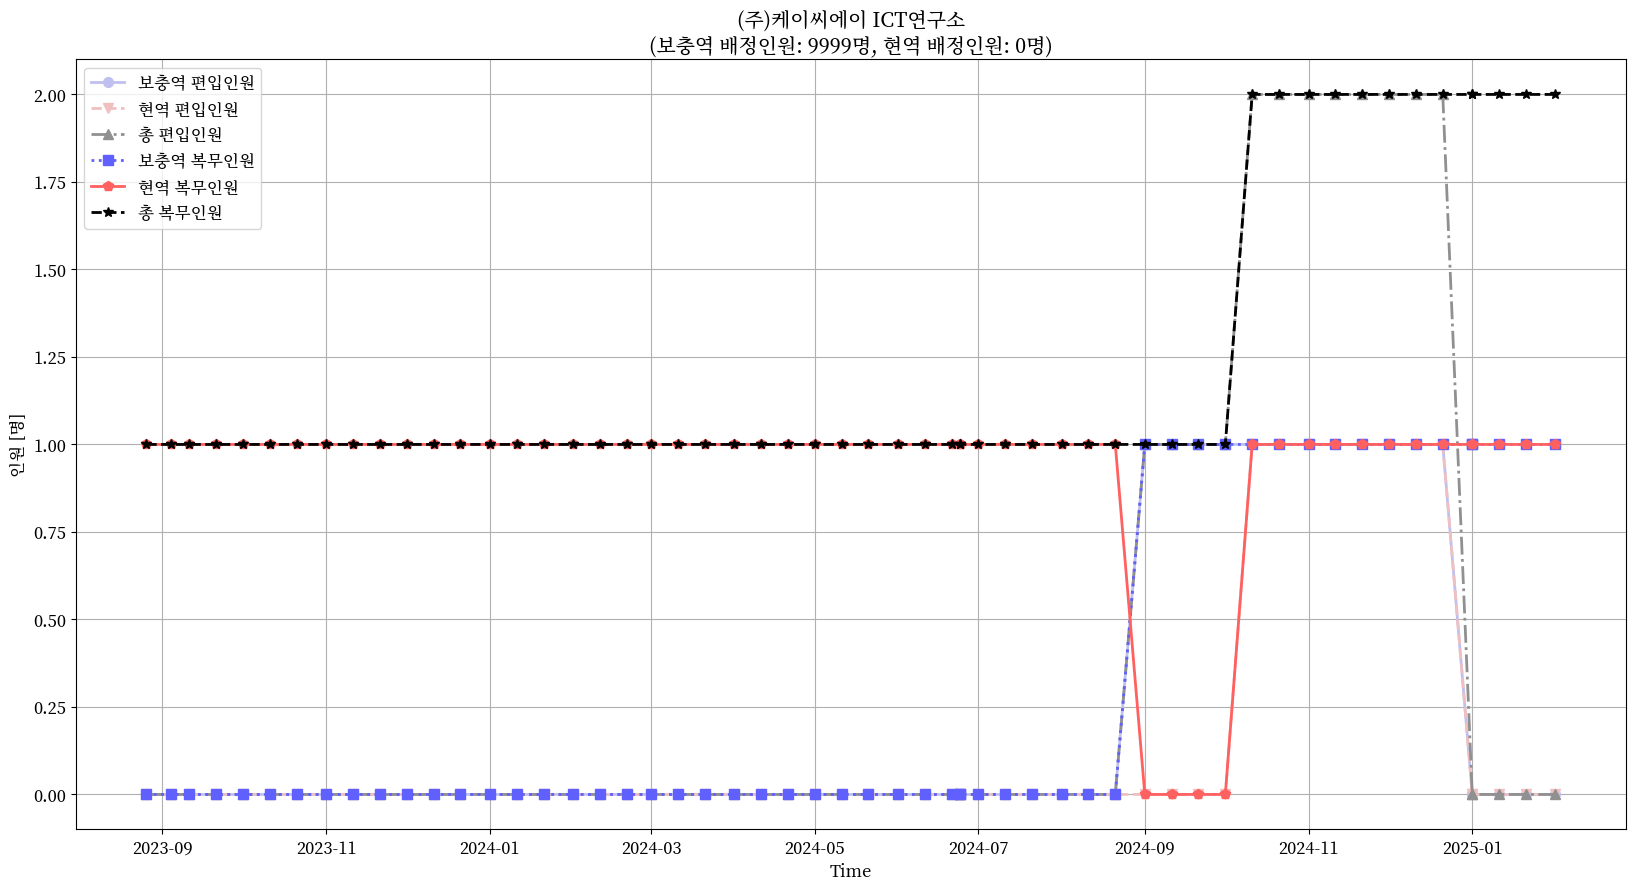 (주)케이씨에이 ICT연구소
(보충역 배정인원: 9999명, 현역 배정인원: 0명)
보충역 편입인원
현역 편입인원
총 편입인원
보충역 복무인원
현역 복무인원
총 복무인원
2.00
1.75
1.50
1.25
1.00
0.75
0.50
0.25
0.00
인원 [명]
2023-09
2023-11
2024-01
2024-03
2024-05
2024-07
2024-09
2024-11
2025-01
Time